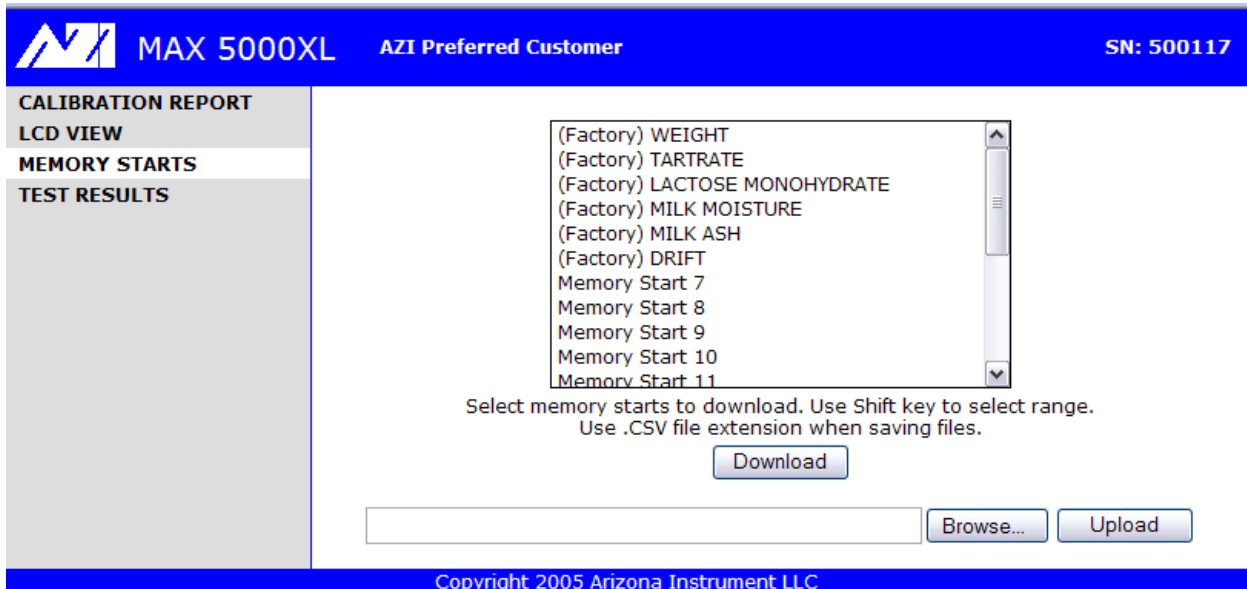 AZI MAX 5000XL AZI Preferred Customer SN: 500117
CALIBRATION REPORT
LCD VIEW
MEMORY STARTS
TEST RESULTS
(Factory) WEIGHT
(Factory) TARTRATE
(Factory) LACTOSE MONOHYDRATE
(Factory) MILK MOISTURE
(Factory) MILK ASH
(Factory) DRIFT
Memory Start 7
Memory Start 8
Memory Start 9
Memory Start 10
Memory Start 11
Select memory starts to download. Use Shift key to select range.
Use .CSV file extension when saving files.
Download
Browse... Upload
Copyright 2005 Arizona Instrument LLC